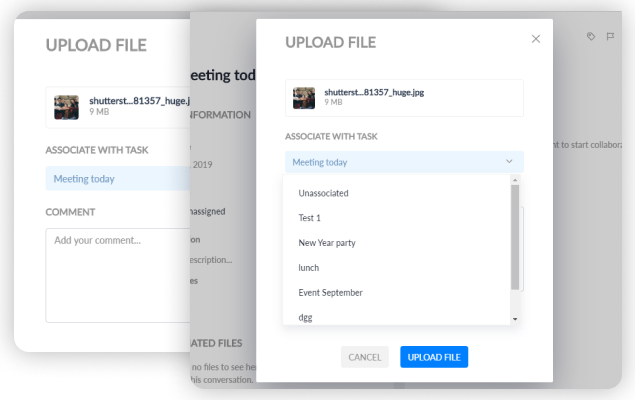 UPLOAD FILE
shutterst...81357_huge.j
9 MB
ASSOCIATE WITH TASK
Meeting today
COMMENT
Add your comment...
eeting tod
FORMATION
2019
nassigned
ion
escription...
es
ATED FILES
no files to see he
his conversation.
UPLOAD FILE
shutterst...81357_huge.jpg
9 MB
ASSOCIATE WITH TASK
Meeting today
Unassociated
Test 1
New Year party
lunch
Event September
dgg
CANCEL
UPLOAD FILE
nt to start collabora